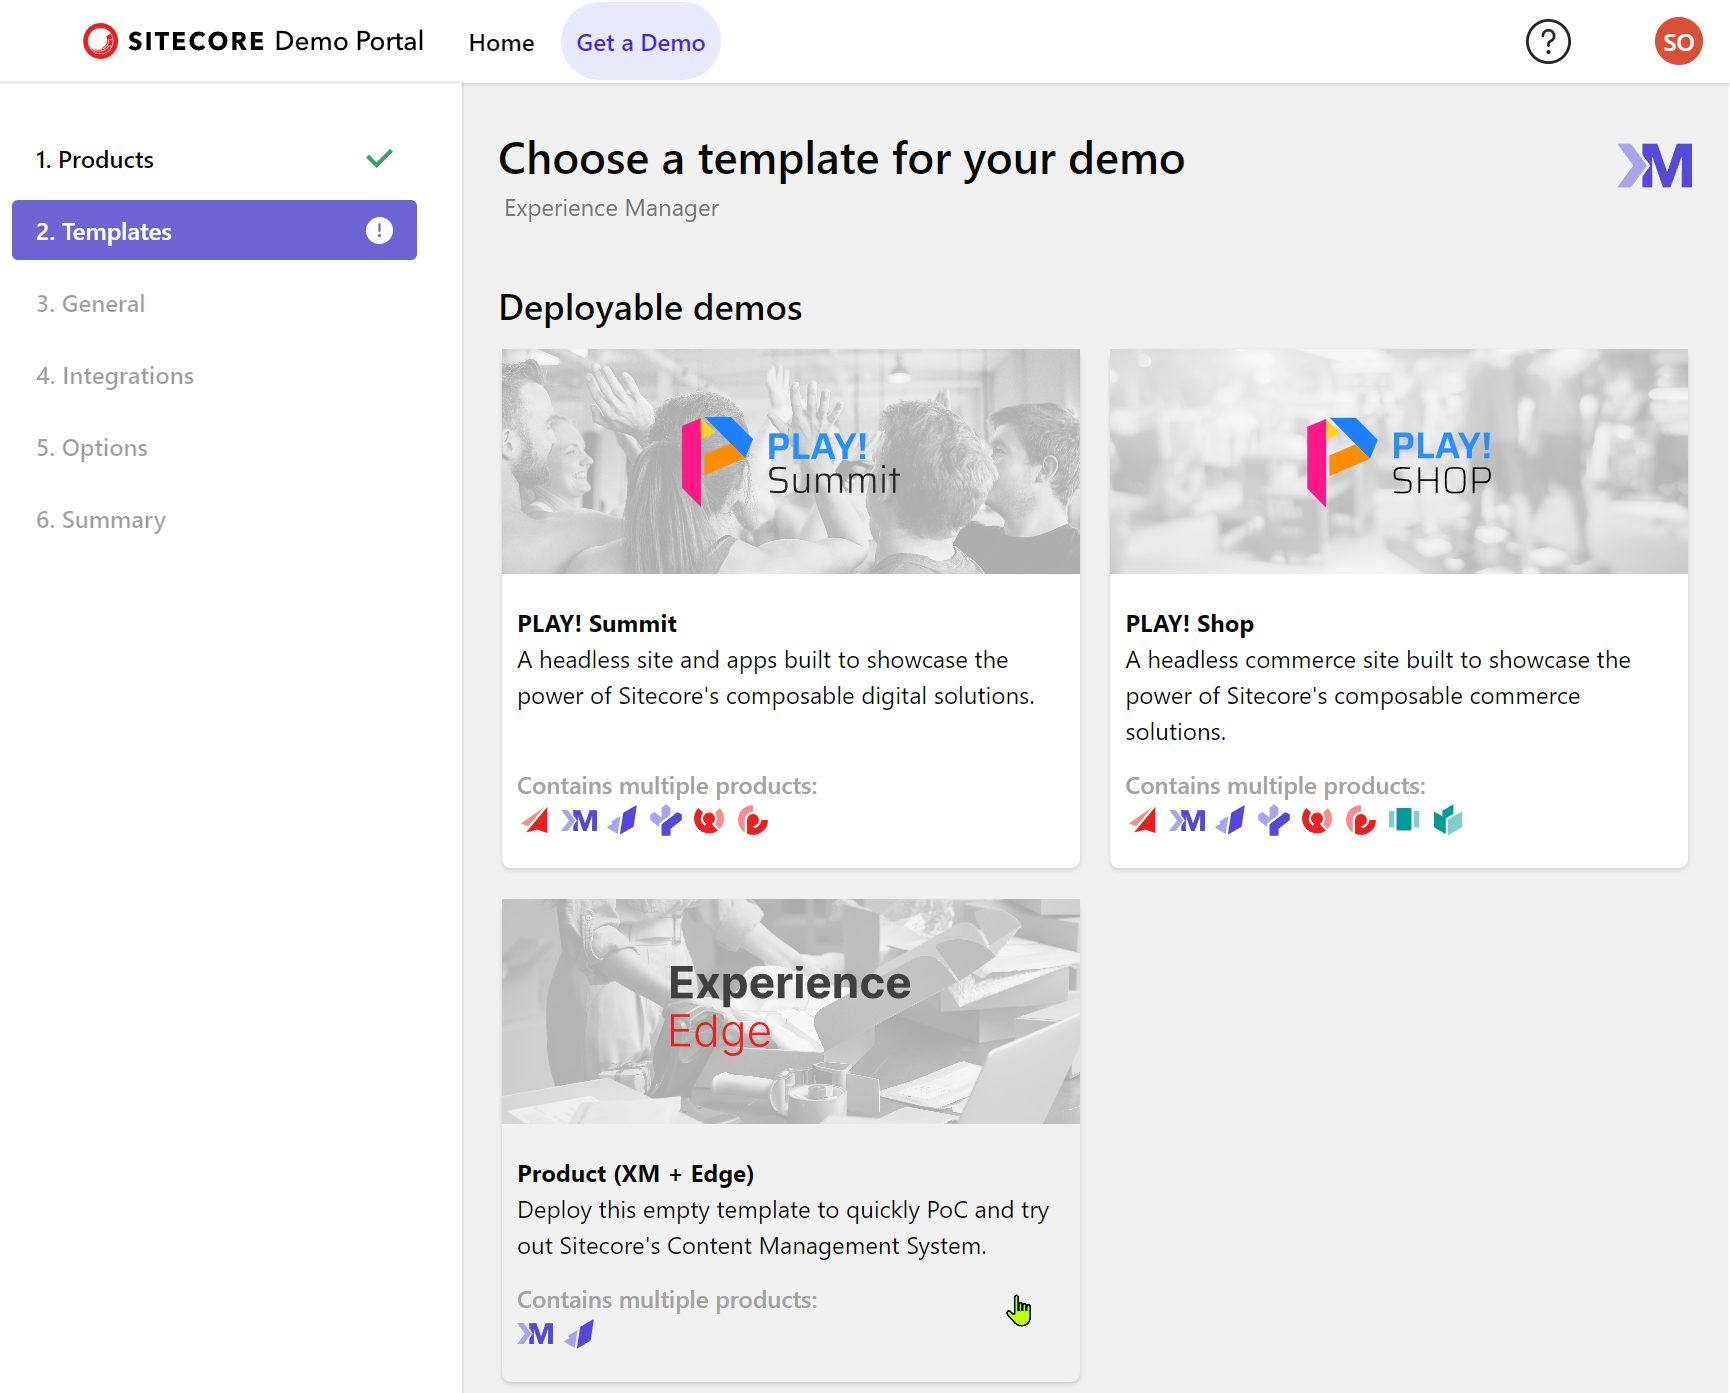 SITECORE Demo Portal
Home
Get a Demo
?
SO
1. Products
2. Templates
!
3. General
4. Integrations
5. Options
6. Summary
Choose a template for your demo
XM
Experience Manager
Deployable demos
PLAY!
Summit
PLAY! Summit
A headless site and apps built to showcase the
power of Sitecore's composable digital solutions.
Contains multiple products:
XM
PLAY!
SHOP
PLAY! Shop
A headless commerce site built to showcase the
power of Sitecore's composable commerce
solutions.
Contains multiple products:
XM
Experience
Edge
Product (XM + Edge)
Deploy this empty template to quickly PoC and try
out Sitecore's Content Management System.
Contains multiple products:
XM